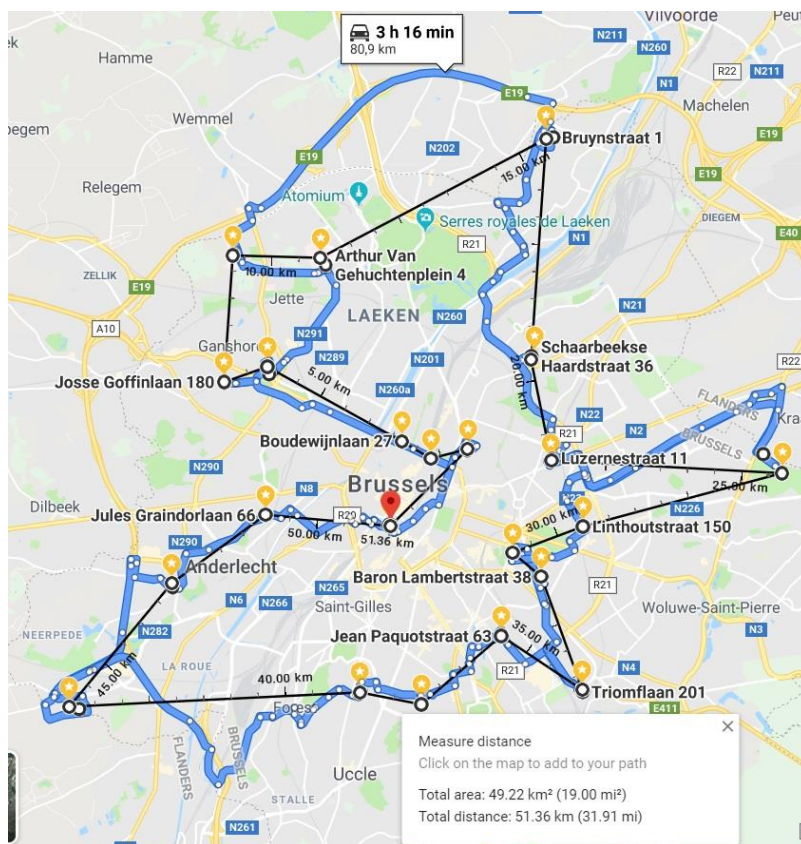 Vilvoorde
Peu
N211
N260
Hamme
3 h 16 min
80,9 km
N1
R22
N211
E19
Machelen
Wemmel
Bruynstraat 1
N202
E19
15.00 km
Relegem
Atomium
Serres royales de Laeken
R21
DIEGEM
N1
E40
Arthur Van
Gehuchtenplein 4
10.00 km
ZELLIK
E19
Jette
N21
LAEKEN
N260
A10
N291
Schaarbeekse
Haardstraat 36
Ganshore
N289
N201
R22
Josse Goffinlaan 180
5.00 km
20.00 km
N260a
FLANDERS
BRUSSELS
Kra
N22
R21
N2
Boudewijnlaan 27
Luzernestraat 11
N290
Brussels
25.00 km
Dilbeek
N8
N23
N226
Jules Graindorlaan 66
R20
30.00 km
Linthoutstraat 150
50.00 km
51.36 km
N290
Anderlecht
Baron Lambertstraat 38
N265
R21
N6
N266
Saint-Gilles
Woluwe-Saint-Pierre
NEERPEDE
N282
Jean Paquotstraat 63
35.00 km
N3
LA ROUE
R21
N4
45.00 km
40.00 km
Triomflaan 201
Fores
E411
FLANDERS
BRUSSELS
Uccle
STALLE
N261
Measure distance
Click on the map to add to your path
Total area: 49.22 km² (19.00 mi²)
Total distance: 51.36 km (31.91 mi)